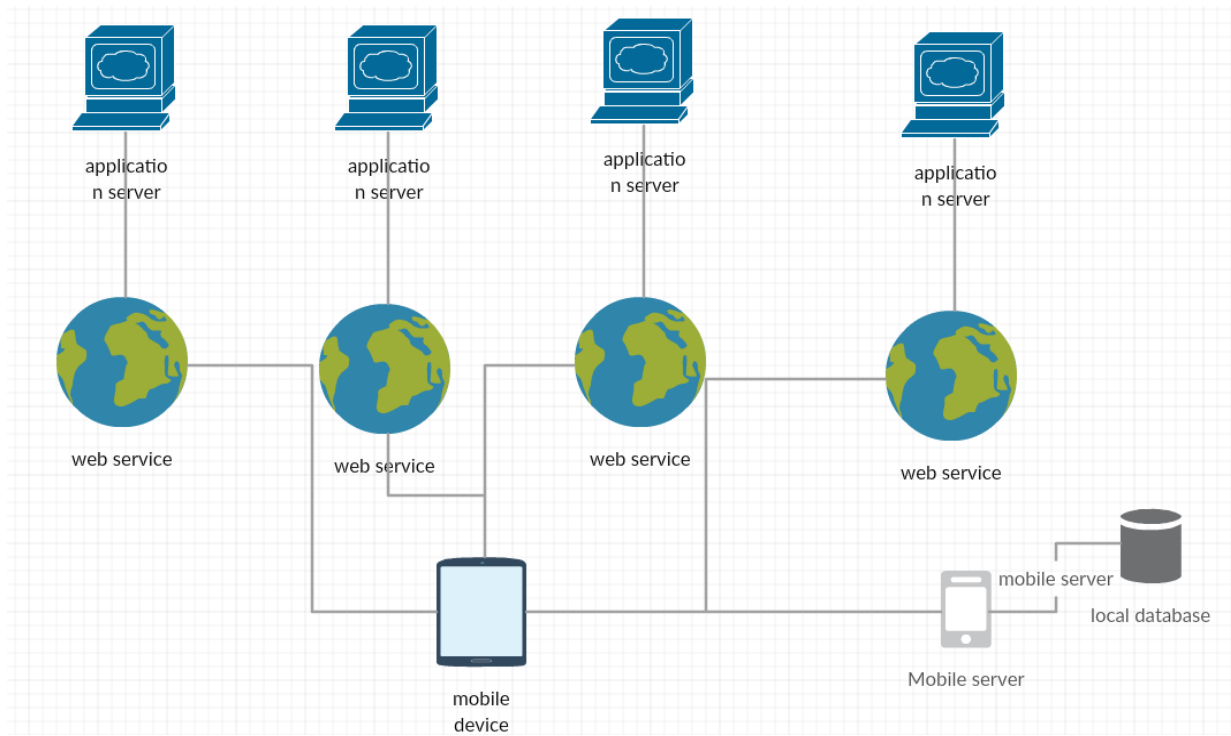 applicatio
n server
applicatio
n server
applicatio
n server
applicatio
n server
web service
web service
web service
web service
mobile server
local database
Mobile server
mobile
device